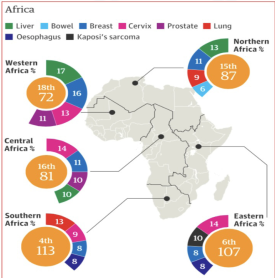 Africa
Liver Bowel Breast Cervix Prostate Lung
Oesophagus Kaposi's sarcoma
Northern
Africa %
13
11
9
6
15th
87
Western
Africa %
17
16
13
11
18th
72
Central
Africa %
14
11
10
10
16th
81
Southern
Africa %
13
9
8
8
4th
113
Eastern
Africa %
14
10
8
8
6th
107